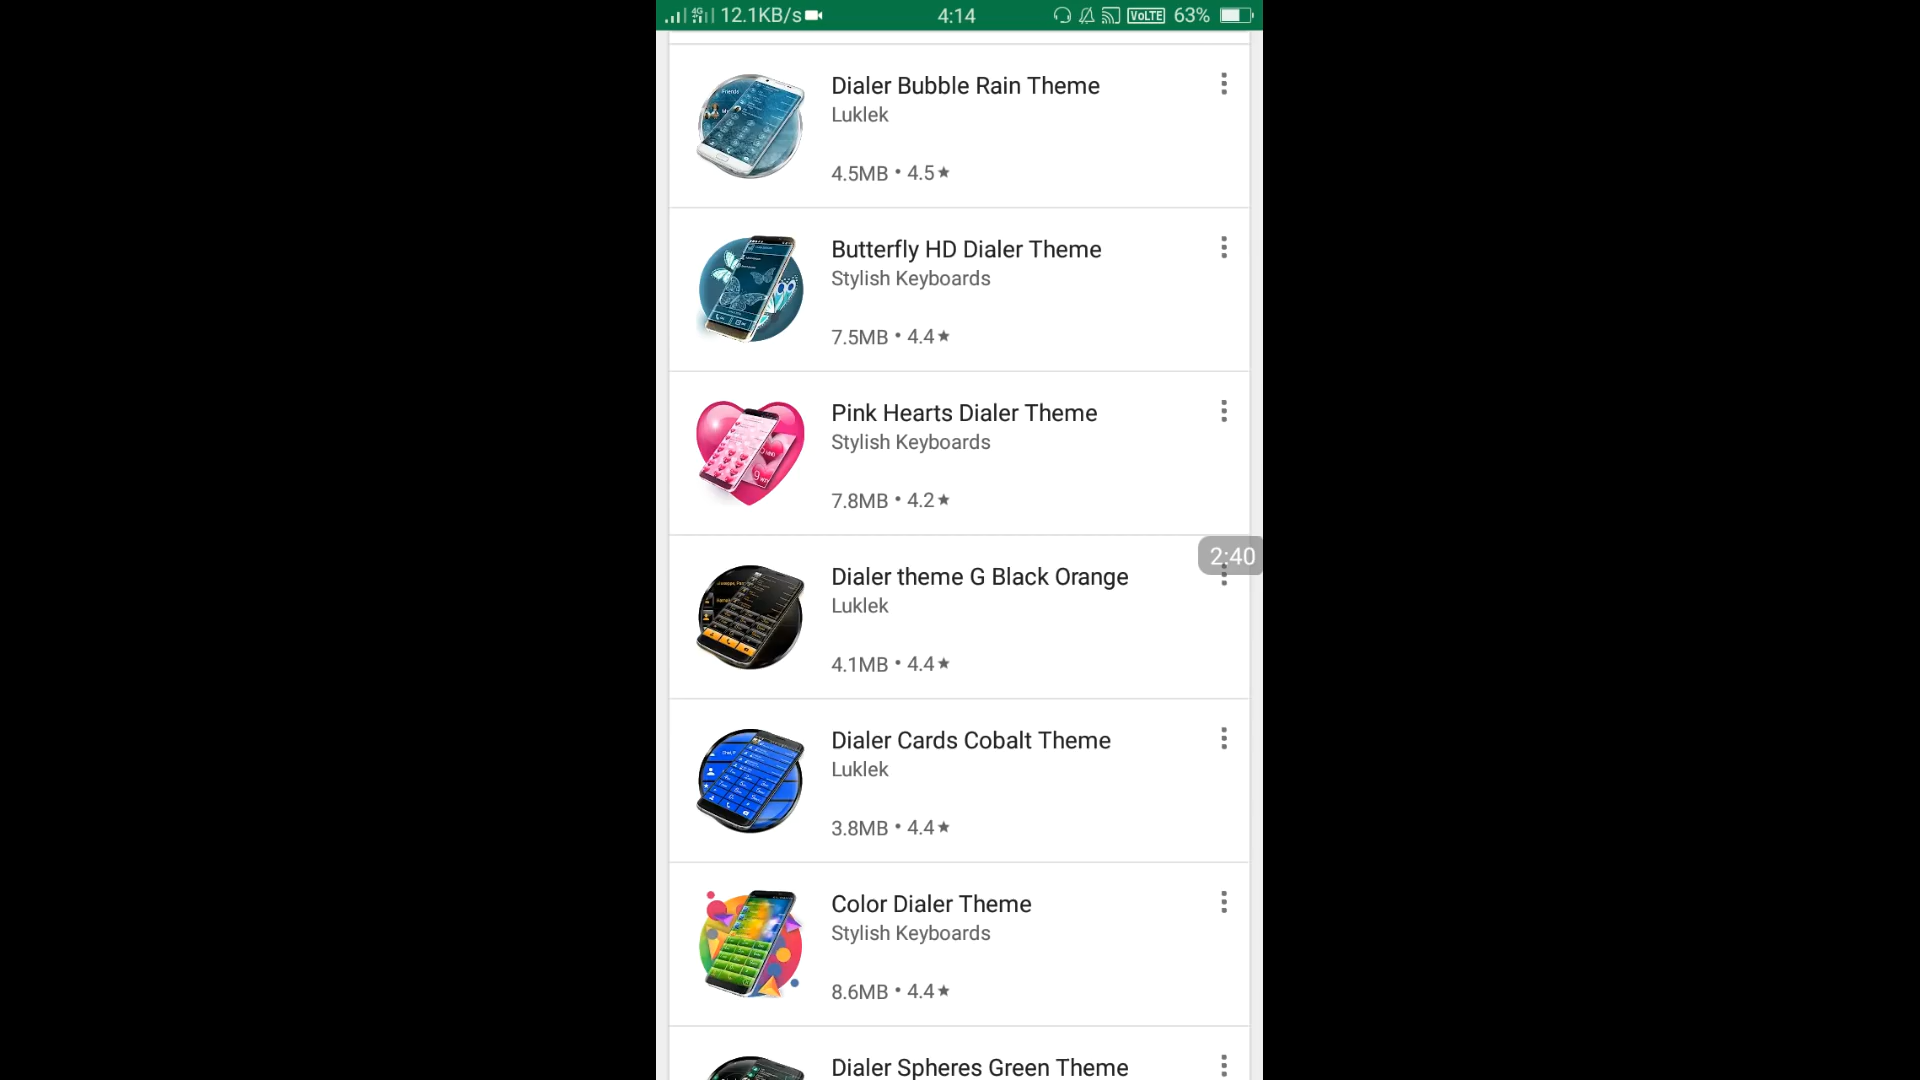 12.1KB/s 4:14 VoLTE 63%
Dialer Bubble Rain Theme
Luklek
4.5MB • 4.5★
Butterfly HD Dialer Theme
Stylish Keyboards
7.5MB • 4.4★
Pink Hearts Dialer Theme
Stylish Keyboards
7.8MB • 4.2★
2:40
Dialer theme G Black Orange
Luklek
4.1MB • 4.4★
Dialer Cards Cobalt Theme
Luklek
3.8MB • 4.4★
Color Dialer Theme
Stylish Keyboards
8.6MB • 4.4★
Dialer Spheres Green Theme